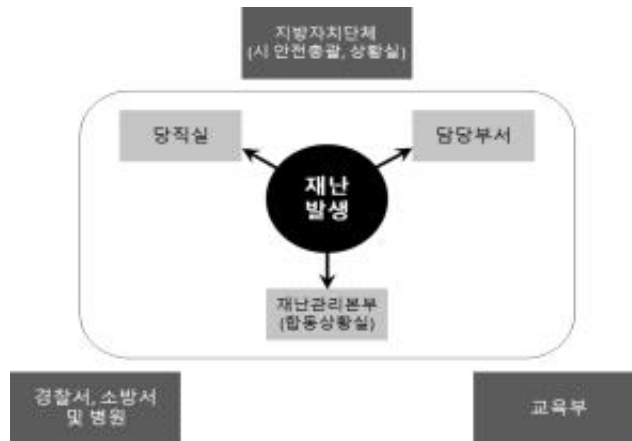 지방자치단체
(시 안전총괄, 상황실)
당직실
담당부서
재난
발생
재난관리본부
(합동상황실)
경찰서, 소방서
및 병원
교육부